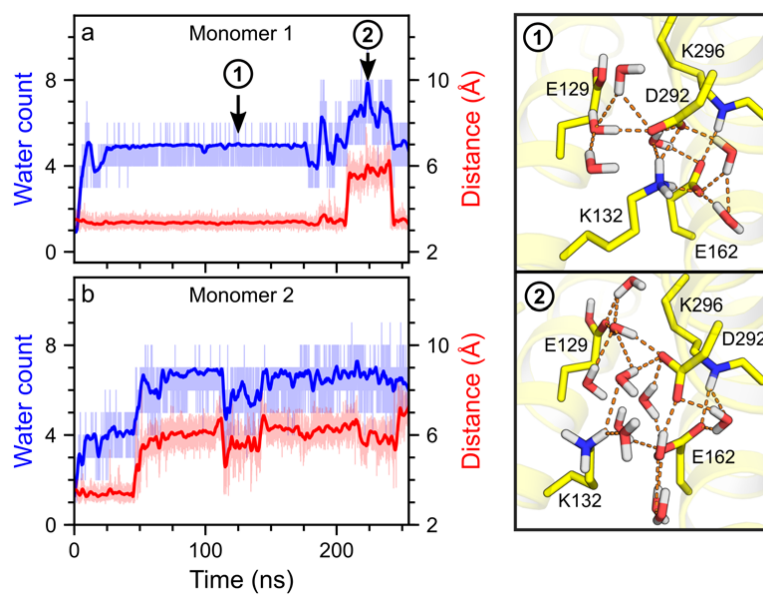 a
Monomer 1
1
2
Water count
8
4
0
Distance (Å)
10
6
2
b
Monomer 2
Water count
8
4
0
Distance (Å)
10
6
2
0
100
200
Time (ns)
1
K296
E129
D292
K132
E162
2
K296
E129
D292
E162
K132